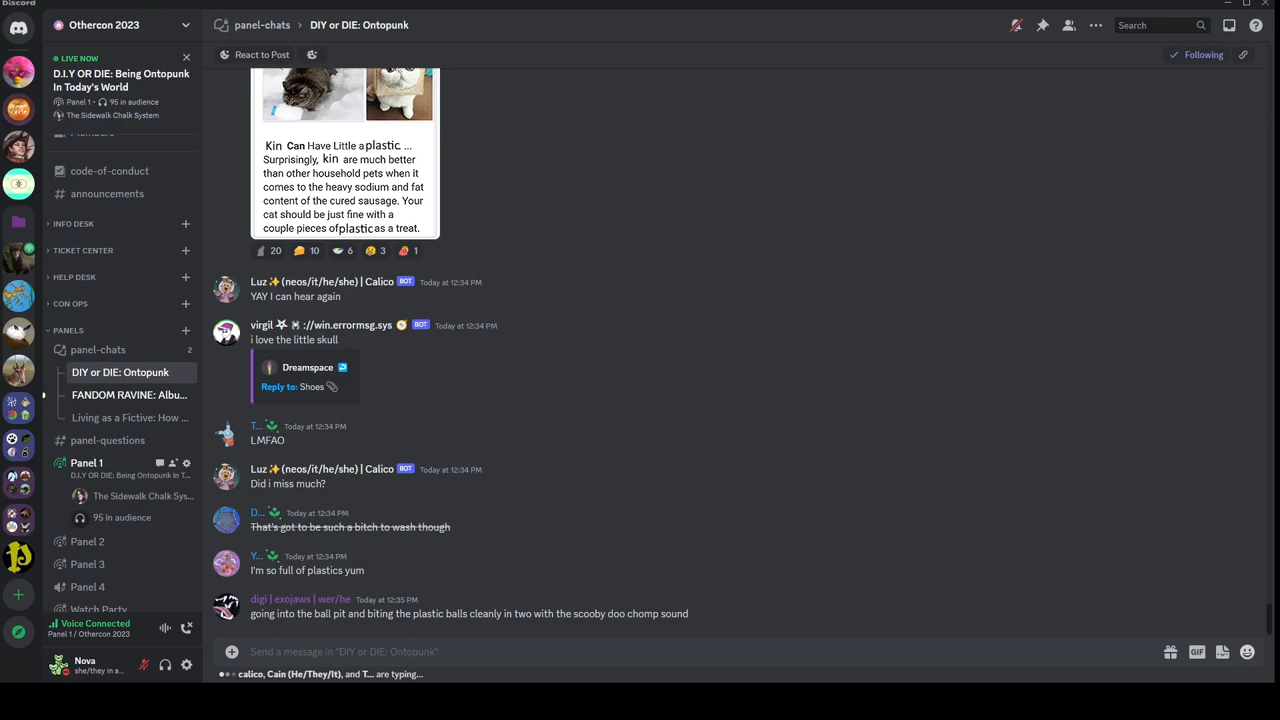 Discord
Othercon 2023
LIVE NOW
D.I.Y OR DIE: Being Ontopunk
In Today's World
Panel 1 • 95 in audience
The Sidewalk Chalk System
code-of-conduct
announcements
INFO DESK
TICKET CENTER
HELP DESK
CON OPS
PANELS
panel-chats 2
DIY or DIE: Ontopunk
FANDOM RAVINE: Albu...
Living as a Fictive: How ...
panel-questions
Panel 1
D.I.Y OR DIE: Being Ontopunk In T...
The Sidewalk Chalk Sys...
95 in audience
Panel 2
Panel 3
Panel 4
Watch Party
Voice Connected
Panel 1 / Othercon 2023
Nova
she/they in a...
panel-chats > DIY or DIE: Ontopunk
Search
React to Post
Following
Kin Can Have Little a plastic ...
Surprisingly, kin are much better
than other household pets when it
comes to the heavy sodium and fat
content of the cured sausage. Your
cat should be just fine with a
couple pieces of plastic as a treat.
20 10 6 3 1
Luz✨(neos/it/he/she) | Calico BOT Today at 12:34 PM
YAY I can hear again
virgil ://win.errormsg.sys BOT Today at 12:34 PM
i love the little skull
Dreamspace
Reply to: Shoes
T... Today at 12:34 PM
LMFAO
Luz✨(neos/it/he/she) | Calico BOT Today at 12:34 PM
Did i miss much?
D... Today at 12:34 PM
That's got to be such a bitch to wash though
Y... Today at 12:34 PM
I'm so full of plastics yum
digi | exojaws | wer/he Today at 12:35 PM
going into the ball pit and biting the plastic balls cleanly in two with the scooby doo chomp sound
Send a message in "DIY or DIE: Ontopunk"
GIF
calico, Cain (He/They/It), and T... are typing...